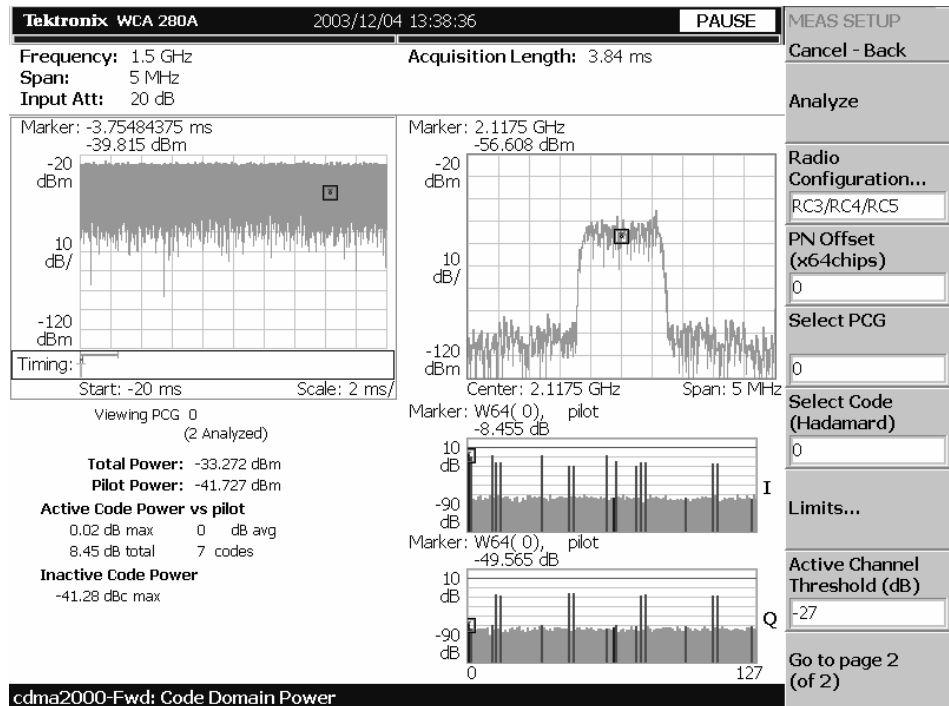 Tektronix WCA 280A 2003/12/04 13:38:36 PAUSE
Frequency: 1.5 GHz
Span: 5 MHz
Input Att: 20 dB
Acquisition Length: 3.84 ms
Marker: -3.75484375 ms
-39.815 dBm
-20
dBm
10
dB/
-120
dBm
Timing:
Start: -20 ms Scale: 2 ms/
Marker: 2.1175 GHz
-56.608 dBm
-20
dBm
10
dB/
-120
dBm
Center: 2.1175 GHz Span: 5 MHz
Viewing PCG 0
(2 Analyzed)
Total Power: -33.272 dBm
Pilot Power: -41.727 dBm
Active Code Power vs pilot
0.02 dB max 0 dB avg
8.45 dB total 7 codes
Inactive Code Power
-41.28 dBc max
Marker: W64( 0), pilot
-8.455 dB
10
dB
-90
dB
I
Marker: W64( 0), pilot
-49.565 dB
10
dB
-90
dB
Q
0 127
cdma2000-Fwd: Code Domain Power
MEAS SETUP
Cancel - Back
Analyze
Radio
Configuration...
RC3/RC4/RC5
PN Offset
(x64chips)
0
Select PCG
0
Select Code
(Hadamard)
0
Limits...
Active Channel
Threshold (dB)
-27
Go to page 2
(of 2)